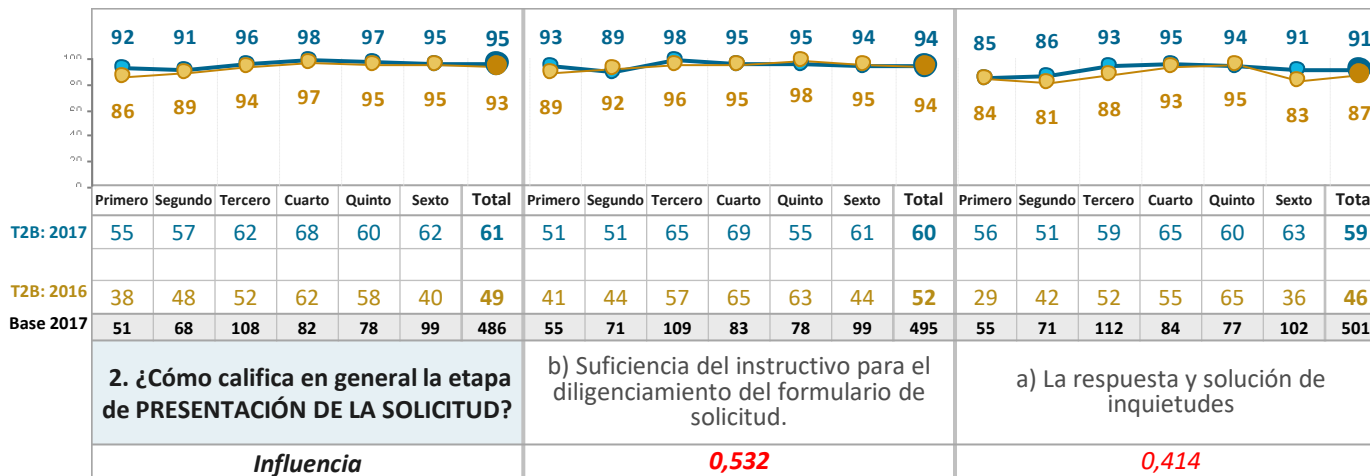 92 91 96 98 97 95 95 93 89 98 95 95 94 94 85 86 93 95 94 91 91
86 89 94 97 95 95 93 89 92 96 95 98 95 94 84 81 88 93 95 83 87
Primero Segundo Tercero Cuarto Quinto Sexto Total Primero Segundo Tercero Cuarto Quinto Sexto Total Primero Segundo Tercero Cuarto Quinto Sexto Total
T2B: 2017 55 57 62 68 60 62 61 51 51 65 69 55 61 60 56 51 59 65 60 63 59
T2B: 2016 38 48 52 62 58 40 49 41 44 57 65 63 44 52 29 42 52 55 65 36 46
Base 2017 51 68 108 82 78 99 486 55 71 109 83 78 99 495 55 71 112 84 77 102 501
2. ¿Cómo califica en general la etapa
de PRESENTACIÓN DE LA SOLICITUD?
b) Suficiencia del instructivo para el
diligenciamiento del formulario de
solicitud.
a) La respuesta y solución de
inquietudes
Influencia 0,532 0,414